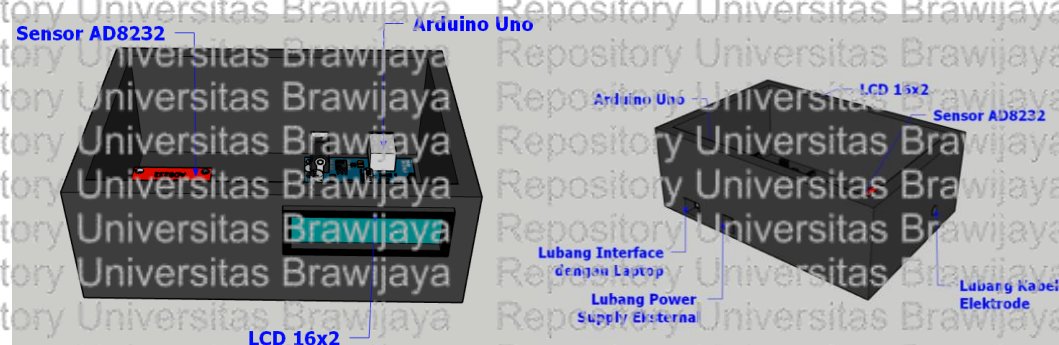 Sensor AD8232
Arduino Uno
LCD 16x2
Arduino Uno
LCD 16x2
Sensor AD8232
Lubang Interface
dengan Laptop
Lubang Power
Supply Eksternal
Lubang Kabel
Elektrode
Repository Universitas Brawijaya